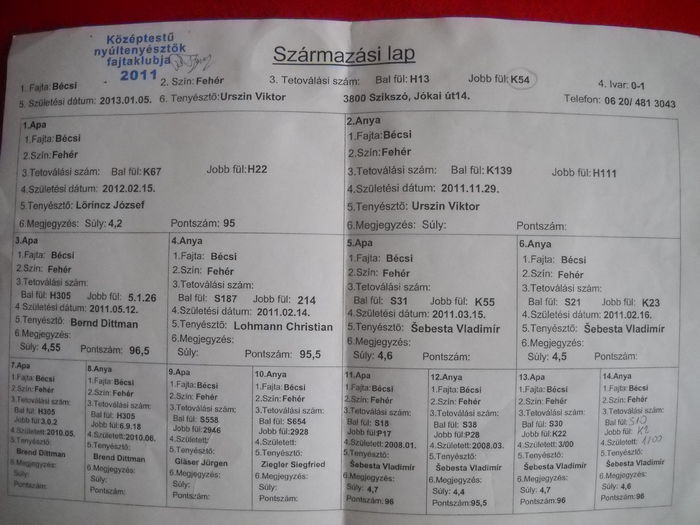 Középtestű
nyúltenyésztők
fajtaklubja
2011
Származási lap
1. Fajta: Bécsi 2. Szín: Fehér 3. Tetoválási szám: Bal fül: H13 Jobb fül: K54 4. Ivar: 0-1
5. Születési dátum: 2013.01.05. 6. Tenyésztő: Urszin Viktor 3800 Szikszó, Jókai út14. Telefon: 06 20/ 481 3043
1.Apa
1.Fajta: Bécsi
2.Szín: Fehér
3.Tetoválási szám: Bal fül: K67 Jobb fül: H22
4.Születési dátum: 2012.02.15.
5.Tenyésztő: Lőrincz József
6.Megjegyzés: Súly: 4,2 Pontszám: 95
2.Anya
1.Fajta: Bécsi
2.Szín: Fehér
3.Tetoválási szám: Bal fül: K139 Jobb fül: H111
4.Születési dátum: 2011.11.29.
5.Tenyésztő: Urszin Viktor
6.Megjegyzés: Súly: Pontszám:
3.Apa
1.Fajta: Bécsi
2.Szín: Fehér
3.Tetoválási szám:
Bal fül: H305 Jobb fül: 5.1.26
4.Születési dátum: 2011.05.12.
5.Tenyésztő: Bernd Dittman
6.Megjegyzés:
Súly: 4,55 Pontszám: 96,5
4.Anya
1.Fajta: Bécsi
2.Szín: Fehér
3.Tetoválási szám:
Bal fül: S187 Jobb fül: 214
4.Születési dátum: 2011.02.14.
5.Tenyésztő: Lohmann Christian
6.Megjegyzés:
Súly: Pontszám: 95,5
5.Apa
1.Fajta: Bécsi
2.Szín: Fehér
3.Tetoválási szám:
Bal fül: S31 Jobb fül: K55
4.Születési dátum: 2011.03.15.
5.Tenyésztő: Šebesta Vladimír
6.Megjegyzés:
Súly: 4,6 Pontszám:
6.Anya
1.Fajta: Bécsi
2.Szín: Fehér
3.Tetoválási szám:
Bal fül: S21 Jobb fül: K23
4.Születési dátum: 2011.02.16.
5.Tenyésztő: Šebesta Vladimír
6.Megjegyzés:
Súly: 4,5 Pontszám:
7.Apa
1.Fajta: Bécsi
2.Szín: Fehér
3.Tetoválási szám:
Bal fül: H305
Jobb fül: 3.0.2
4.Született: 2010.05.
5.Tenyésztő:
Brend Dittman
6.Megjegyzés:
Súly:
Pontszám:
8.Anya
1.Fajta: Bécsi
2.Szín: Fehér
3.Tetoválási szám:
Bal fül: H305
Jobb fül:6.9.18
4.Született:2010.06.
5.Tenyésztő:
Brend Dittman
6.Megjegyzés:
Súly:
Pontszám:
9.Apa
1.Fajta: Bécsi
2.Szín: Fehér
3.Tetoválási szám:
Bal fül: S558
Jobb fül: 2946
4.Született/
5.Tenyésztő:
Gläser Jürgen
6.Megjegyzés:
Súly:
Pontszám:
10.Anya
1.Fajta: Bécsi
2.Szín: Fehér
3. Tetoválási szám:
Bal fül: S654
Jobb fül:2928
4.Született:
5.Tenyésztő:
Ziegler Siegfried
6.Megjegyzés:
Súly:
Pontszám:
11.Apa
1.Fajta: Bécsi
2.Szín: Fehér
3.Tetoválási szám:
Bal fül: S18
Jobb fül:P17
4.Született: 2008.01.
5.Tenyésztő:
Šebesta Vladimír
6.Megjegyzés:
Súly: 4,7
Pontszám: 96
12.Anya
1.Fajta: Bécsi
2.Szín: Fehér
3.Tetoválási szám:
Bal fül: S38
Jobb fül:P28
4.Született: 2008.03.
5.Tenyésztő:
Šebesta Vladimír
6.Megjegyzés:
Súly: 4,4
Pontszám:95,5
13.Apa
1.Fajta: Bécsi
2.Szín: Fehér
3.Tetoválási szám:
Bal fül: S30
Jobb fül: K22
4.Született: 3/00
5.Tenyésztő:
Šebesta Vladimír
6.Megjegyzés:
Súly: 4,7
Pontszám:96
14.Anya
1.Fajta: Bécsi
2.Szín: Fehér
3.Tetoválási szám:
Bal fül:
Jobb fül: K2
4.Született: 1/00
5.Tenyésztő:
Šebesta Vladimír
6.Megjegyzés:
Súly: 4,6
Pontszám: 96